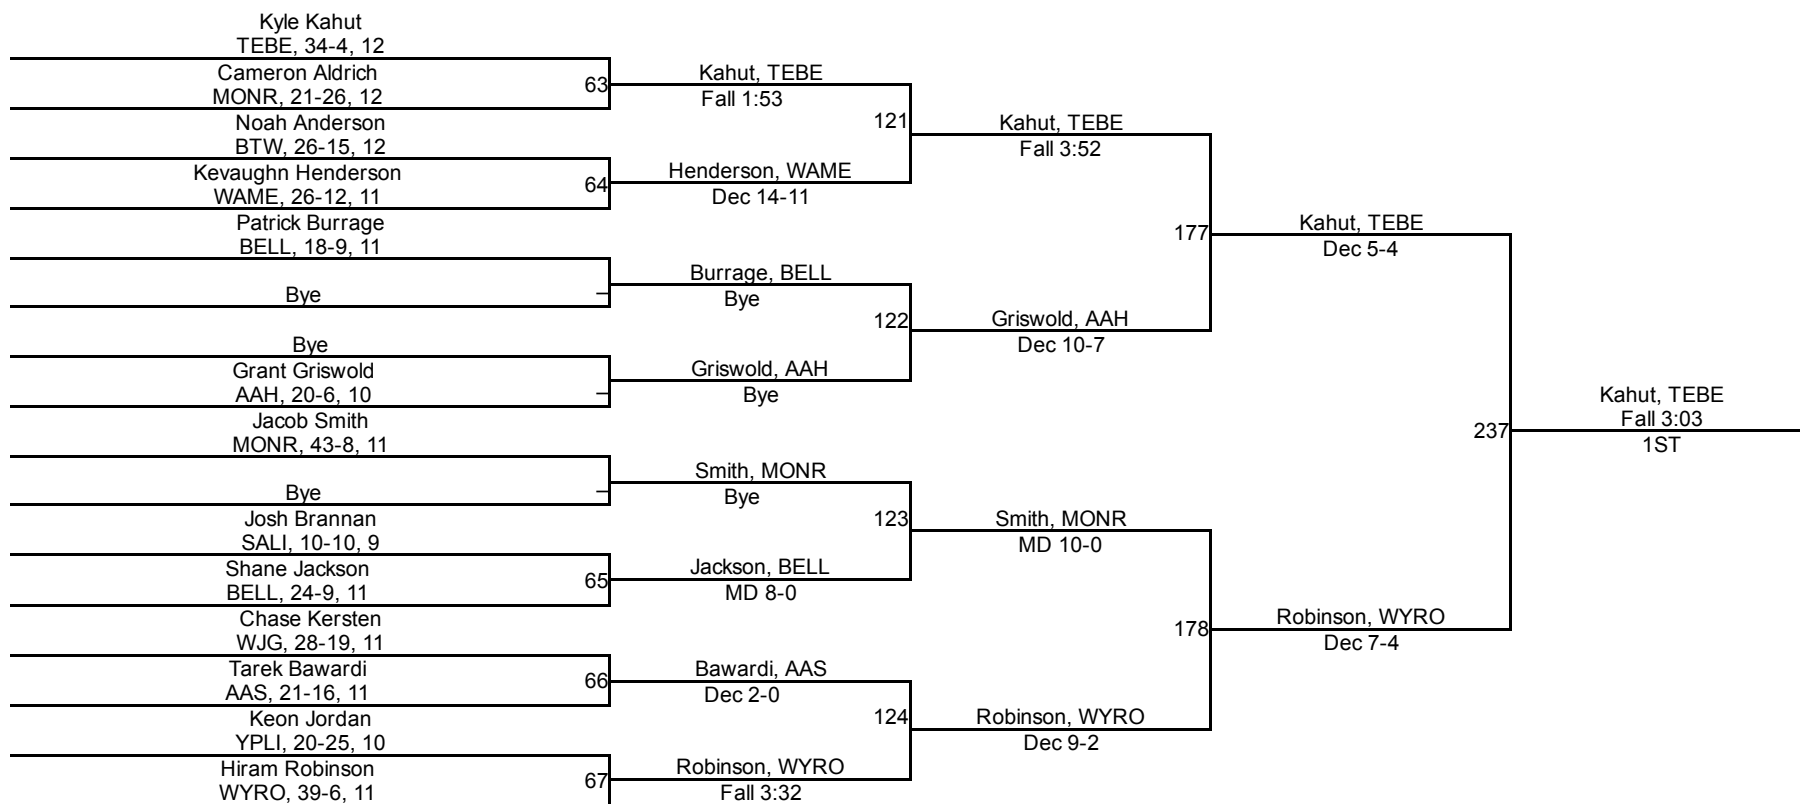 Kyle Kahut
TEBE, 34-4, 12
Cameron Aldrich
MONR, 21-26, 12
63
Noah Anderson
BTW, 26-15, 12
Kevaughn Henderson
WAME, 26-12, 11
64
Patrick Burrage
BELL, 18-9, 11
Bye
–
Bye
Grant Griswold
AAH, 20-6, 10
–
Jacob Smith
MONR, 43-8, 11
Bye
–
Josh Brannan
SALI, 10-10, 9
Shane Jackson
BELL, 24-9, 11
65
Chase Kersten
WJG, 28-19, 11
Tarek Bawardi
AAS, 21-16, 11
66
Keon Jordan
YPLI, 20-25, 10
Hiram Robinson
WYRO, 39-6, 11
67
Kahut, TEBE
Fall 1:53
121
Henderson, WAME
Dec 14-11
Burrage, BELL
Bye
122
Griswold, AAH
Bye
Smith, MONR
Bye
123
Jackson, BELL
MD 8-0
Bawardi, AAS
Dec 2-0
124
Robinson, WYRO
Fall 3:32
Kahut, TEBE
Fall 3:52
177
Griswold, AAH
Dec 10-7
Smith, MONR
MD 10-0
178
Robinson, WYRO
Dec 9-2
Kahut, TEBE
Dec 5-4
237
Robinson, WYRO
Dec 7-4
Kahut, TEBE
Fall 3:03
1ST